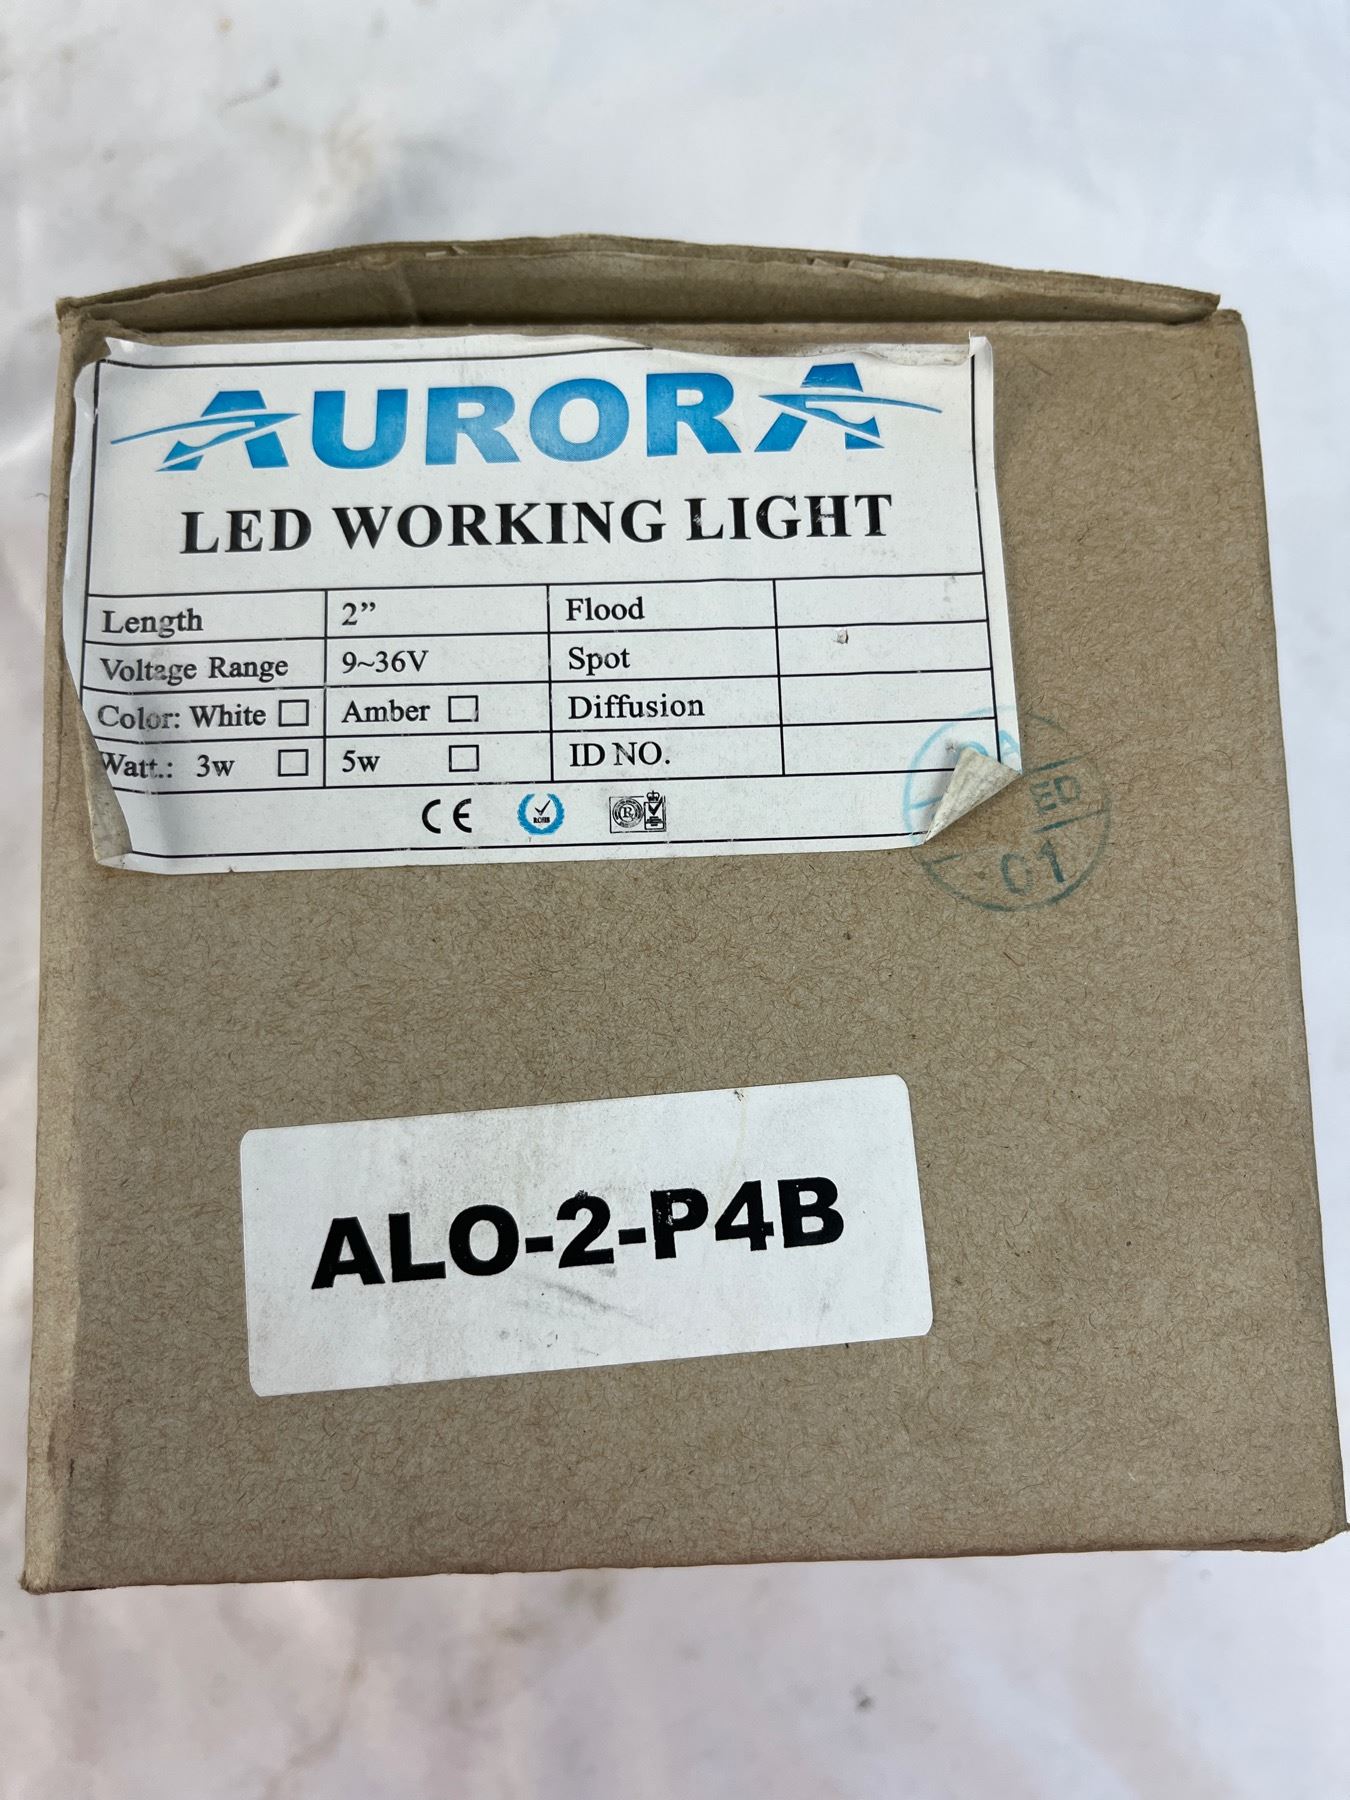 AURORA
LED WORKING LIGHT
Length 2” Flood
Voltage Range 9~36V Spot
Color: White Amber Diffusion
Watt.: 3w 5w ID NO.
CE ROHS R
ED
01
ALO-2-P4B